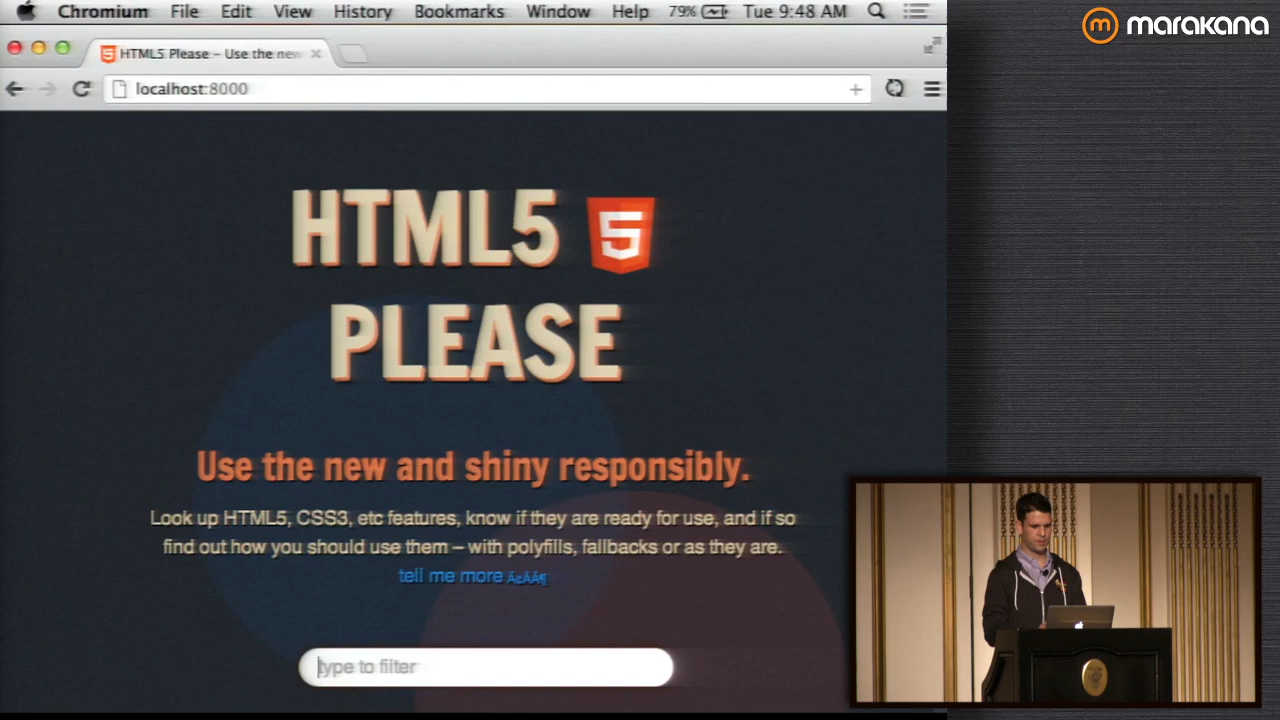 Chromium File Edit View History Bookmarks Window Help 79% Tue 9:48 AM
marakana
HTML5 Please – Use the new
localhost:8000
HTML5 5
PLEASE
Use the new and shiny responsibly.
Look up HTML5, CSS3, etc features, know if they are ready for use, and if so
find out how you should use them – with polyfills, fallbacks or as they are.
tell me more
type to filter